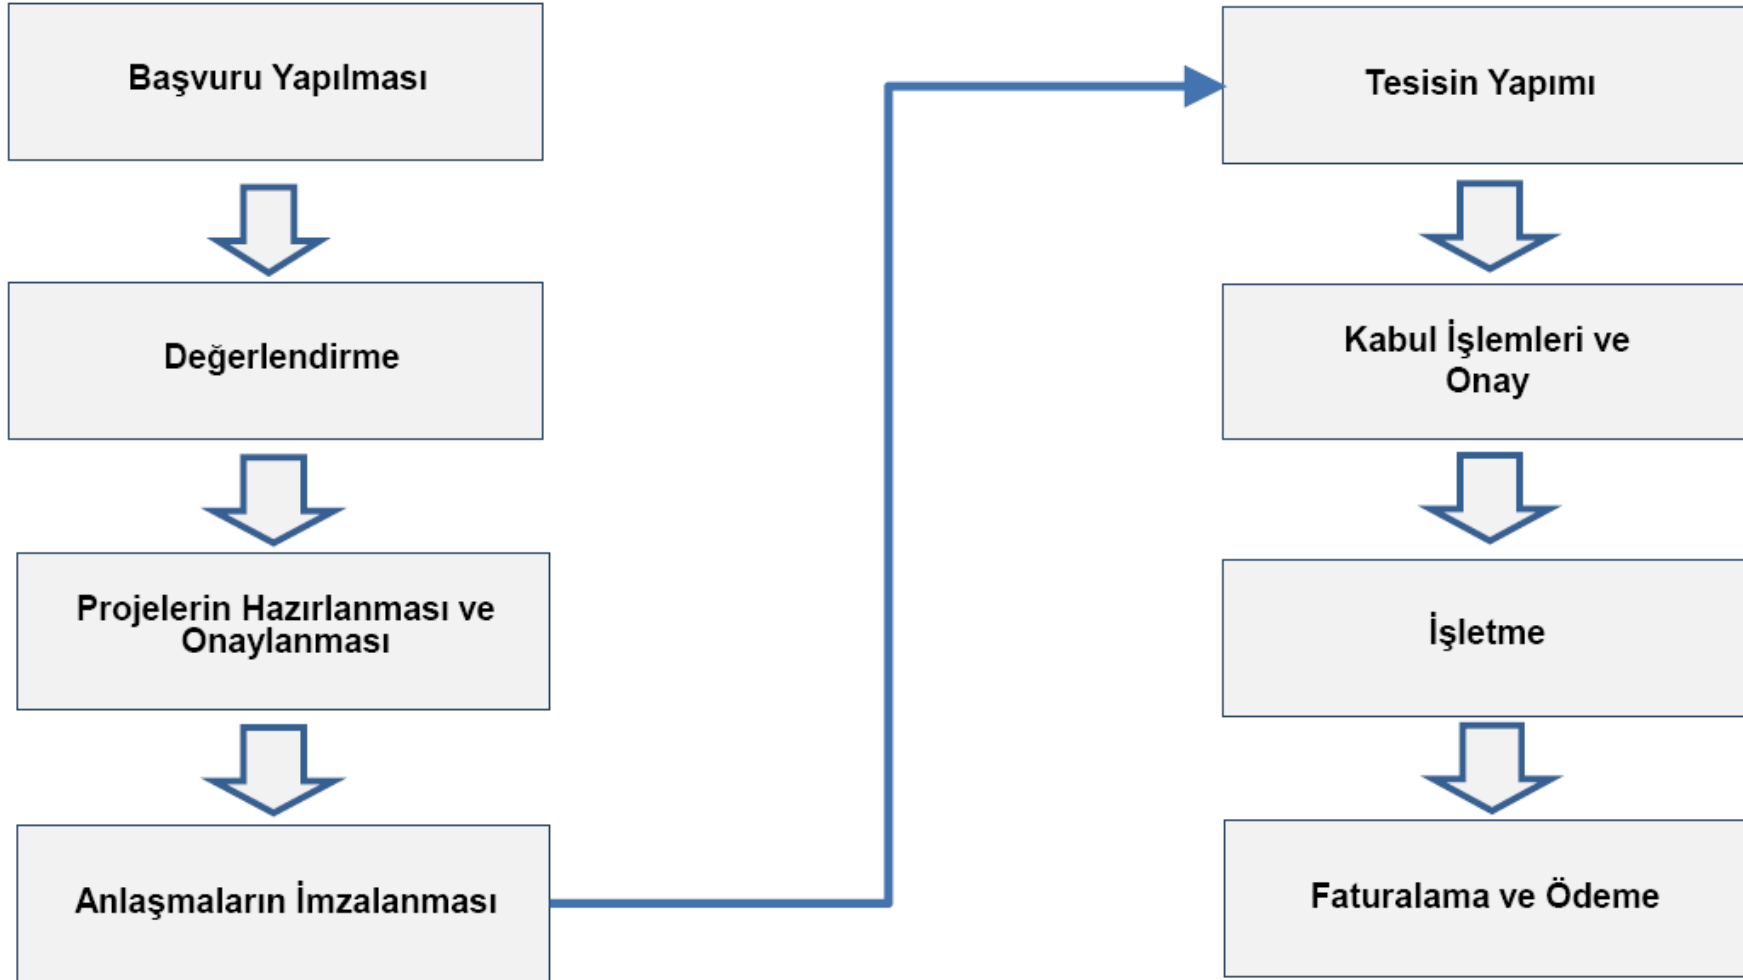 Başvuru Yapılması
Değerlendirme
Projelerin Hazırlanması ve
Onaylanması
Anlaşmaların İmzalanması
Tesisin Yapımı
Kabul İşlemleri ve
Onay
İşletme
Faturalama ve Ödeme